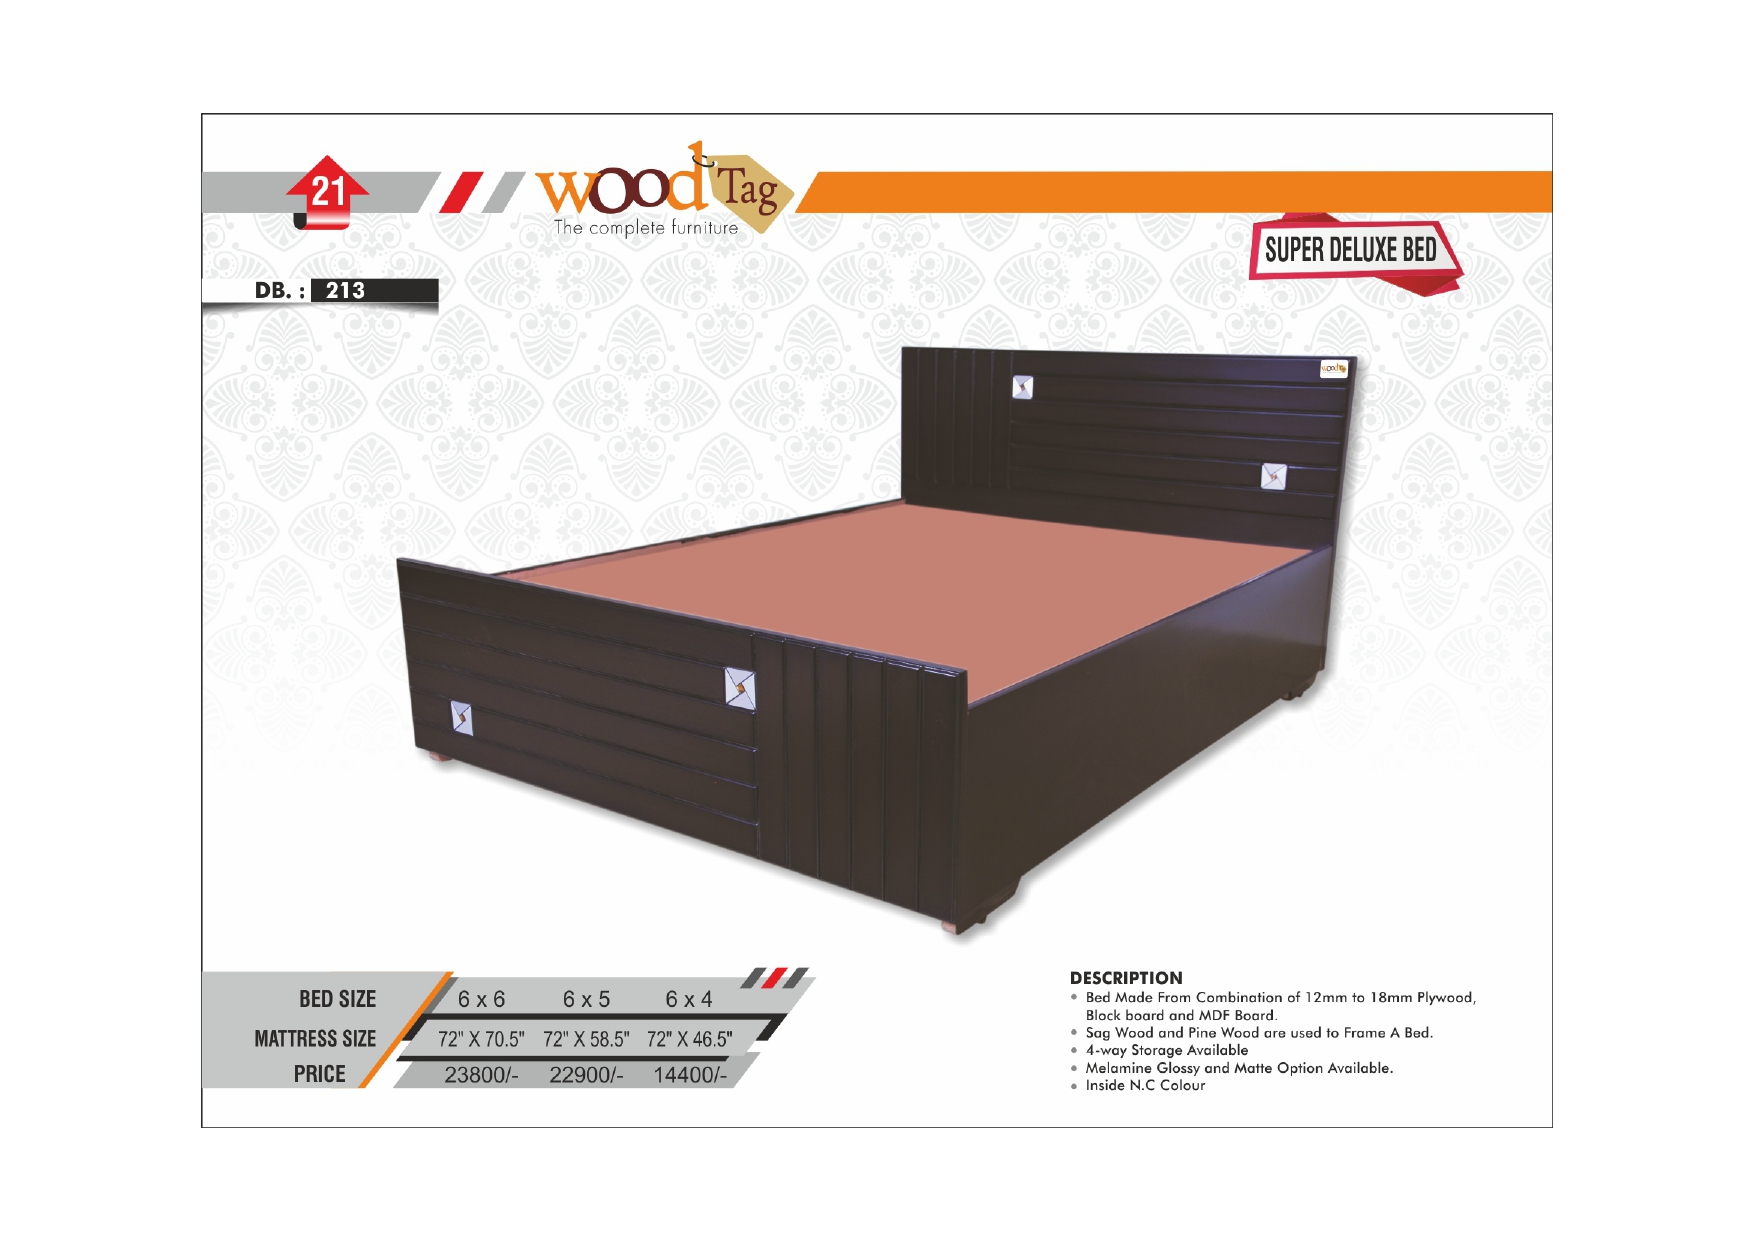 21
wood Tag
The complete furniture
SUPER DELUXE BED
DB. : 213
wood Tag
BED SIZE 6 x 6 6 x 5 6 x 4
MATTRESS SIZE 72" X 70.5" 72" X 58.5" 72" X 46.5"
PRICE 23800/- 22900/- 14400/-
DESCRIPTION
• Bed Made From Combination of 12mm to 18mm Plywood,
Block board and MDF Board.
• Sag Wood and Pine Wood are used to Frame A Bed.
• 4-way Storage Available
• Melamine Glossy and Matte Option Available.
• Inside N.C Colour